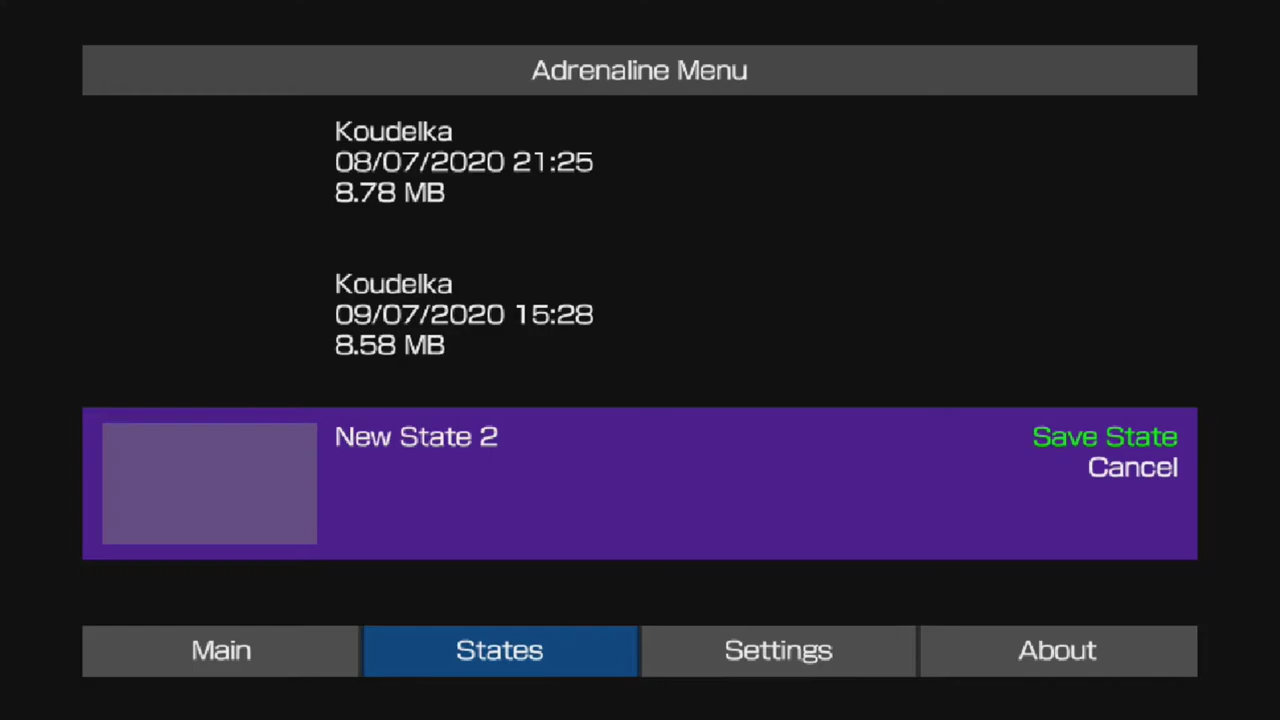 Adrenaline Menu
Koudelka
08/07/2020 21:25
8.78 MB
Koudelka
09/07/2020 15:28
8.58 MB
New State 2
Save State
Cancel
Main
States
Settings
About